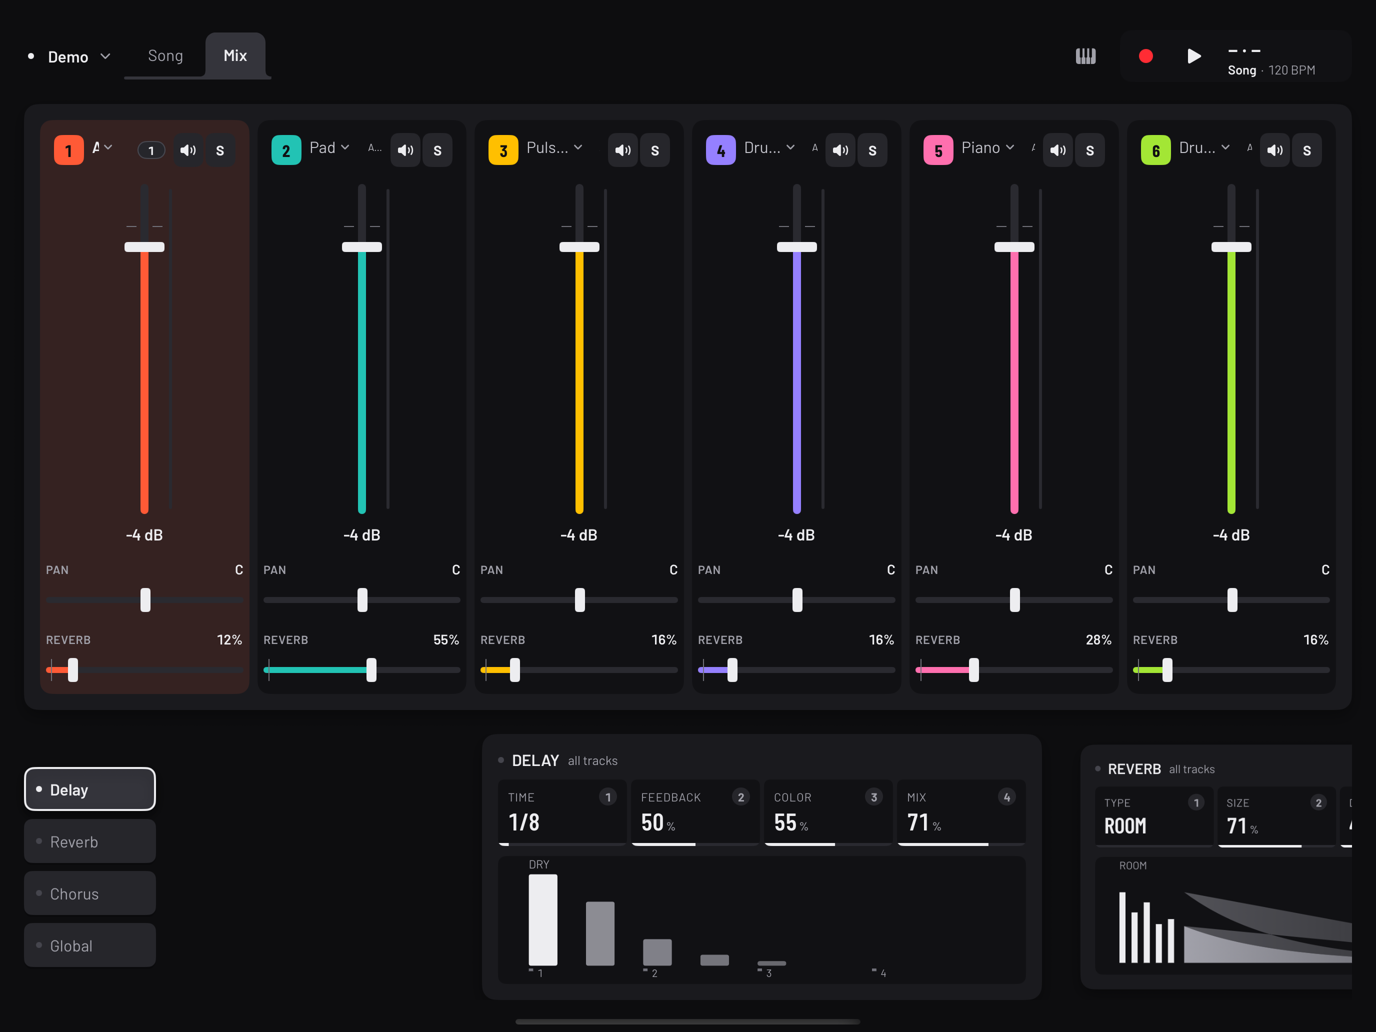 Demo
Song
Mix
Song · 120 BPM
1 A 1 S
2 Pad A... S
3 Puls... S
4 Dru... A S
5 Piano A S
6 Dru... A S
-4 dB -4 dB -4 dB -4 dB -4 dB -4 dB
PAN C PAN C PAN C PAN C PAN C PAN C
REVERB 12% REVERB 55% REVERB 16% REVERB 16% REVERB 28% REVERB 16%
Delay
Reverb
Chorus
Global
DELAY all tracks
TIME 1 FEEDBACK 2 COLOR 3 MIX 4
1/8 50 % 55 % 71 %
DRY
1 2 3 4
REVERB all tracks
TYPE 1 SIZE 2
ROOM 71 %
ROOM